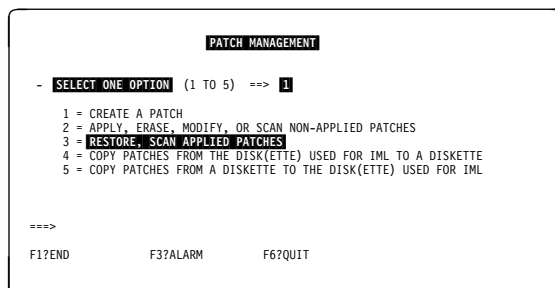 PATCH MANAGEMENT
- SELECT ONE OPTION (1 TO 5) ==> 1
1 = CREATE A PATCH
2 = APPLY, ERASE, MODIFY, OR SCAN NON-APPLIED PATCHES
3 = RESTORE, SCAN APPLIED PATCHES
4 = COPY PATCHES FROM THE DISK(ETTE) USED FOR IML TO A DISKETTE
5 = COPY PATCHES FROM A DISKETTE TO THE DISK(ETTE) USED FOR IML
===>
F1?END F3?ALARM F6?QUIT